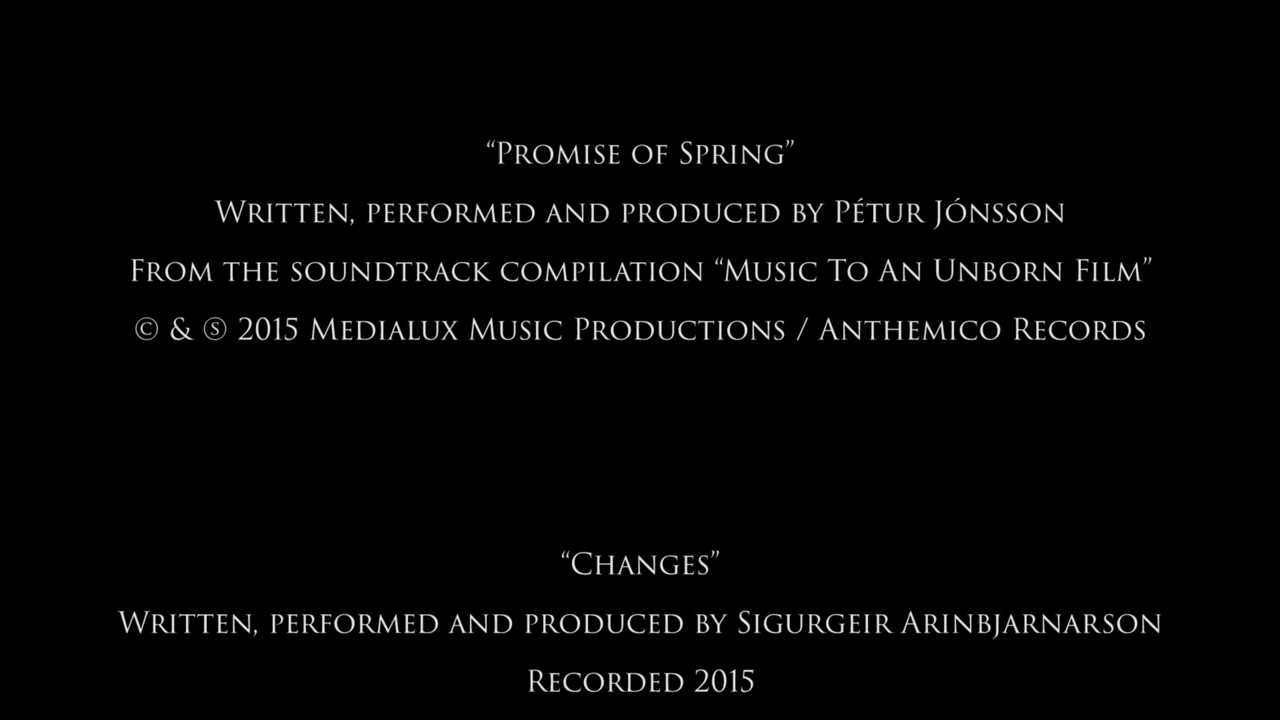 “Promise of Spring”
Written, performed and produced by Pétur Jónsson
From the soundtrack compilation “Music To An Unborn Film”
© & Ⓢ 2015 Medialux Music Productions / Anthemico Records
“Changes”
Written, performed and produced by Sigurgeir Arinbjarnarson
Recorded 2015